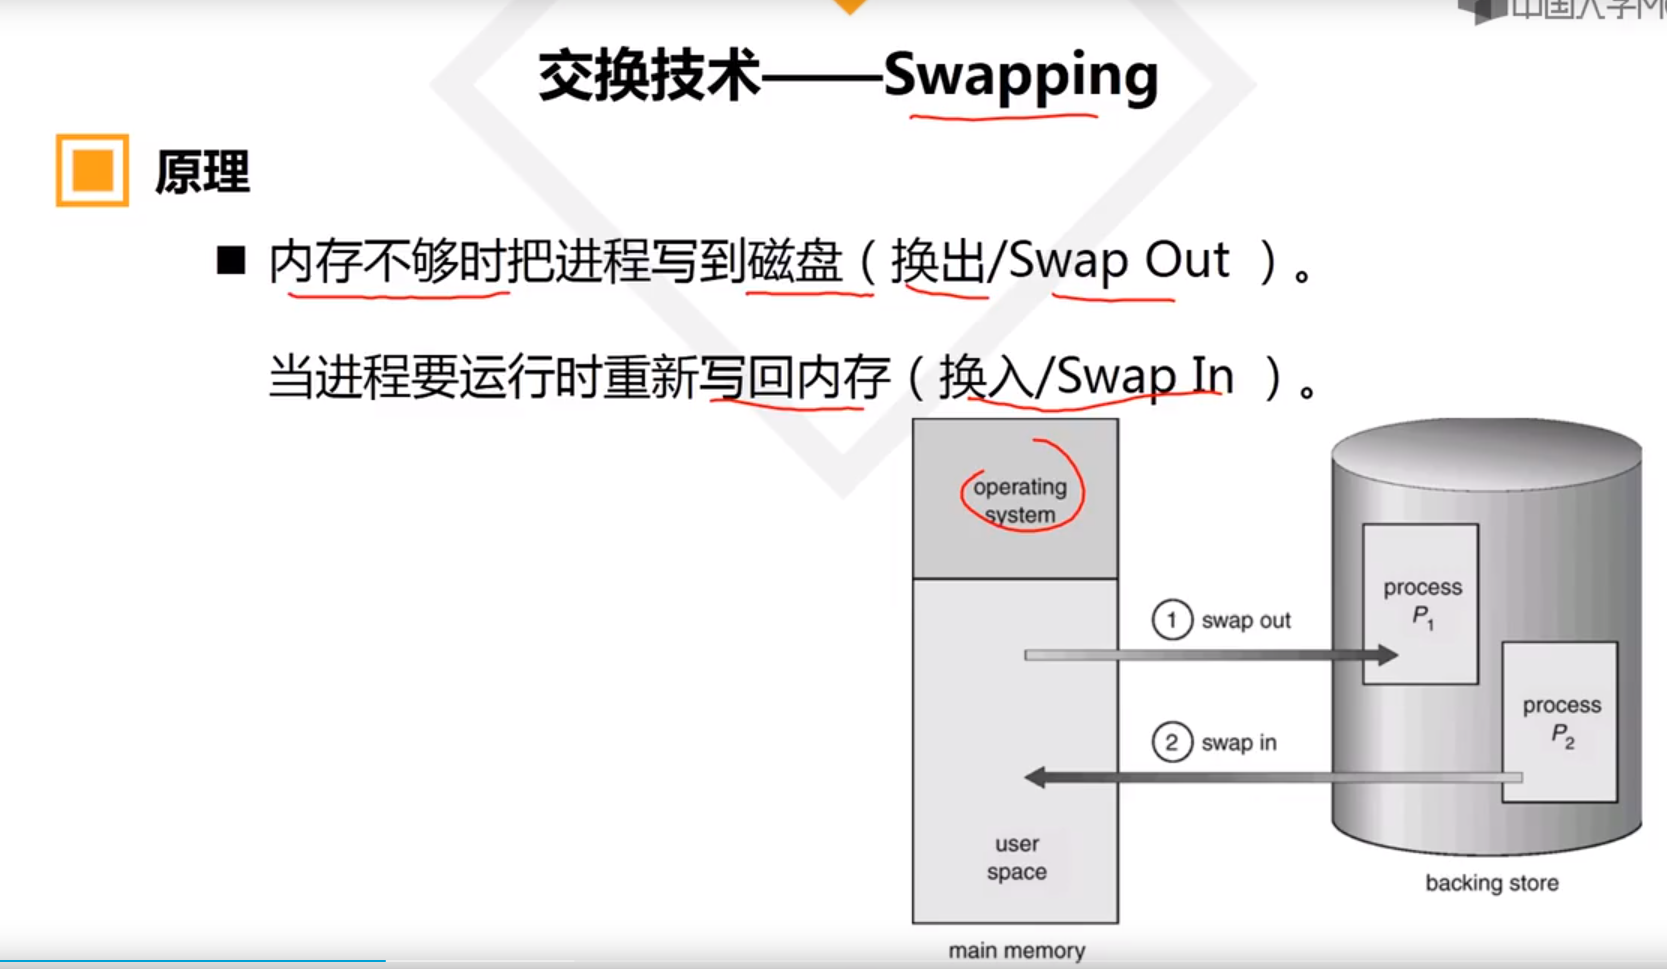 中国大学MO
交换技术——Swapping
原理
■ 内存不够时把进程写到磁盘（换出/Swap Out ）。
当进程要运行时重新写回内存（换入/Swap In ）。
operating
system
process
P1
1 swap out
process
P2
2 swap in
user
space
backing store
main memory